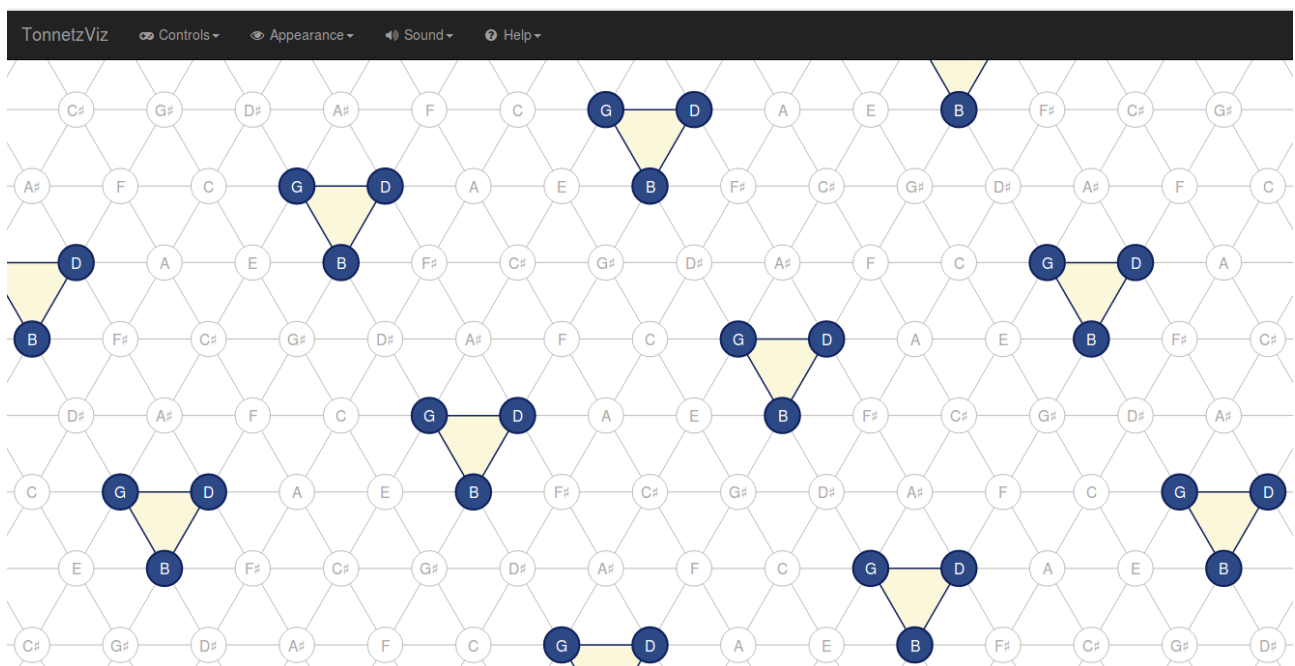 TonnetzViz Controls Appearance Sound Help
C♯ G♯ D♯ A♯ F C G D A E B F♯ C♯ G♯
A♯ F C G D A E B F♯ C♯ G♯ D♯ A♯ F C
D A E B F♯ C♯ G♯ D♯ A♯ F C G D A
B F♯ C♯ G♯ D♯ A♯ F C G D A E B F♯ C♯
D♯ A♯ F C G D A E B F♯ C♯ G♯ D♯ A♯
C G D A E B F♯ C♯ G♯ D♯ A♯ F C G D
E B F♯ C♯ G♯ D♯ A♯ F C G D A E B
C♯ G♯ D♯ A♯ F C G D A E B F♯ C♯ G♯ D♯